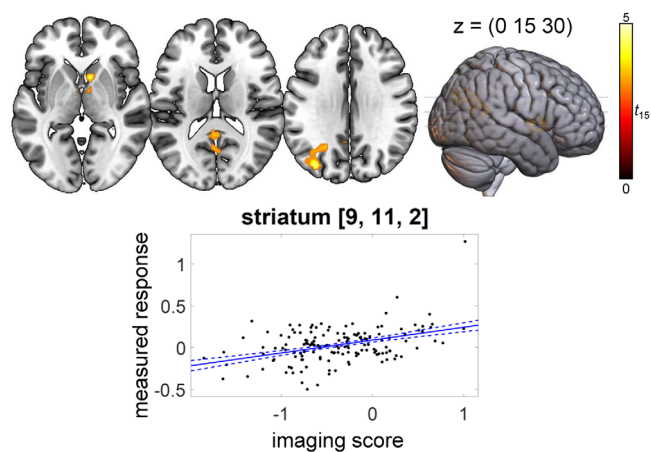 z = (0 15 30)
5
t15
0
striatum [9, 11, 2]
measured response
1
0.5
0
-0.5
-1
0
1
imaging score